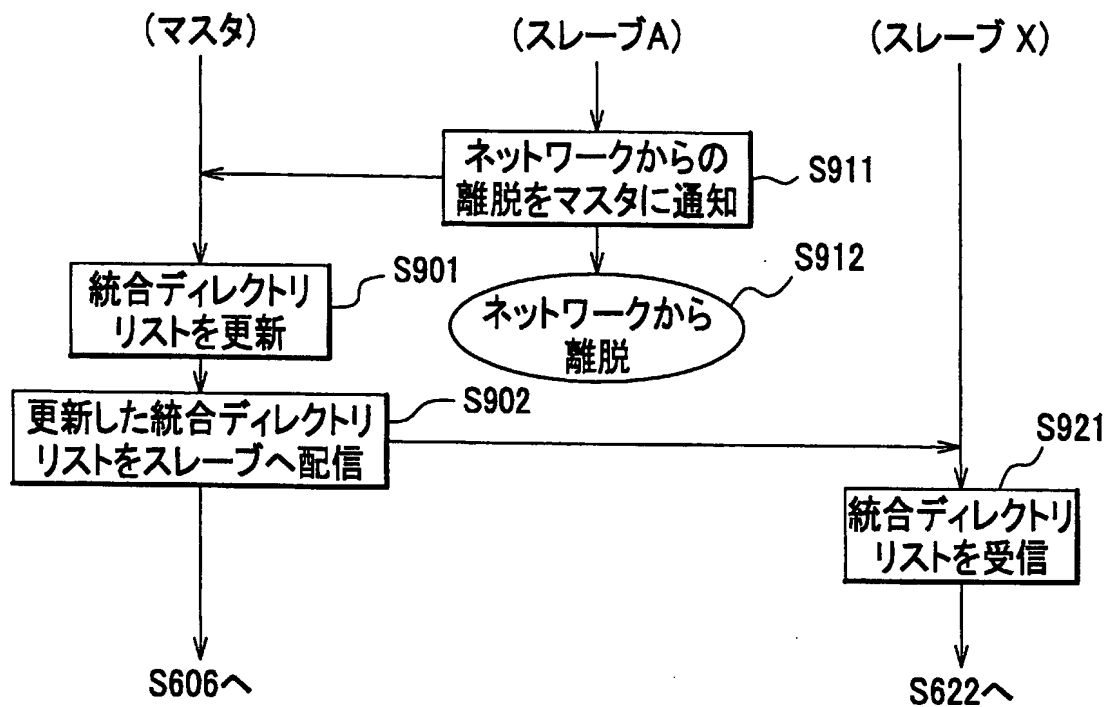 (マスタ)
(スレーブA)
(スレーブ X)
ネットワークからの
離脱をマスタに通知
S911
S912
ネットワークから
離脱
S901
統合ディレクトリ
リストを更新
S902
更新した統合ディレクトリ
リストをスレーブへ配信
S921
統合ディレクトリ
リストを受信
S606へ
S622へ